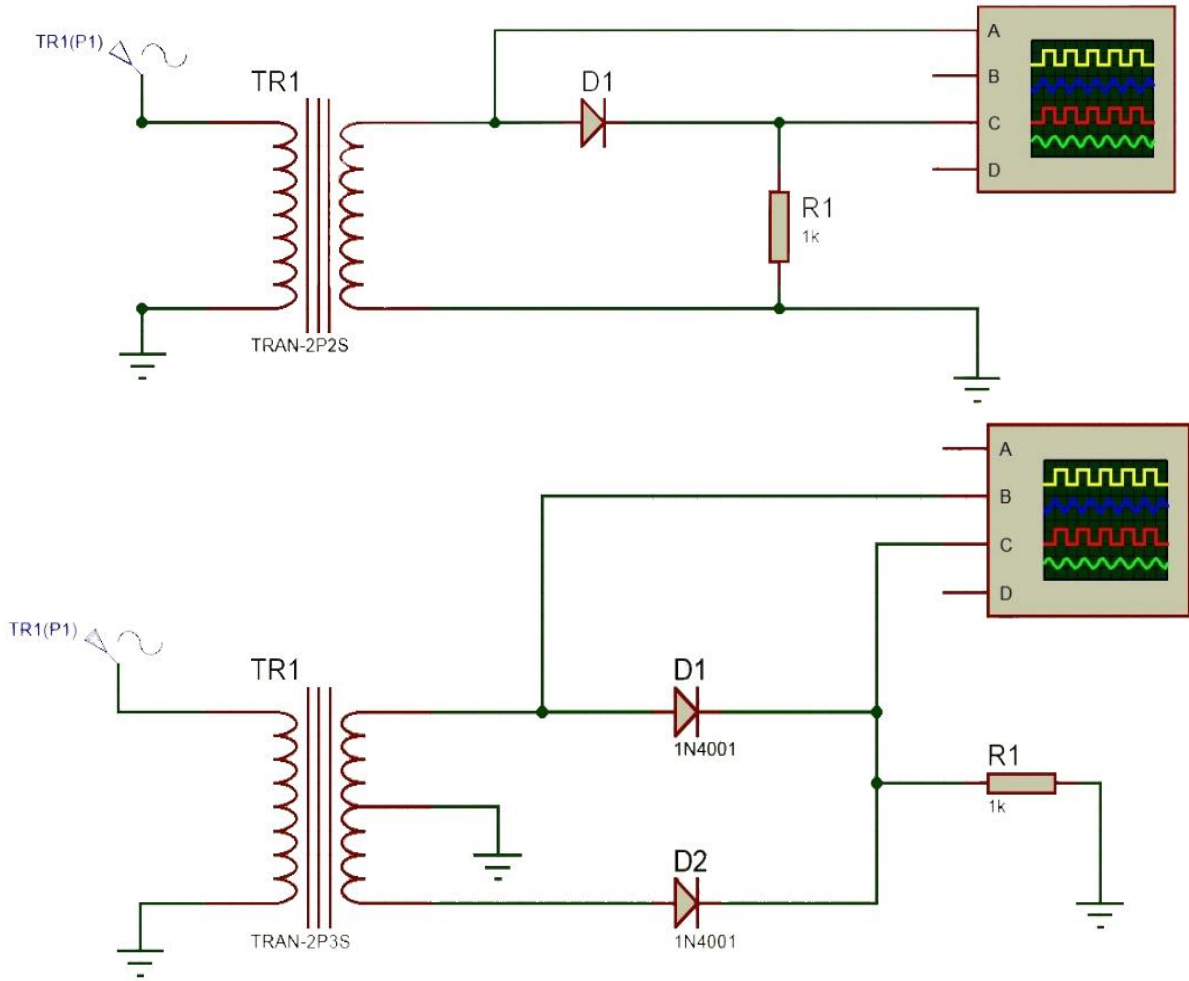 TR1(P1)
TR1
TRAN-2P2S
D1
R1
1k
A
B
C
D
TR1(P1)
TR1
TRAN-2P3S
D1
1N4001
D2
1N4001
R1
1k
A
B
C
D